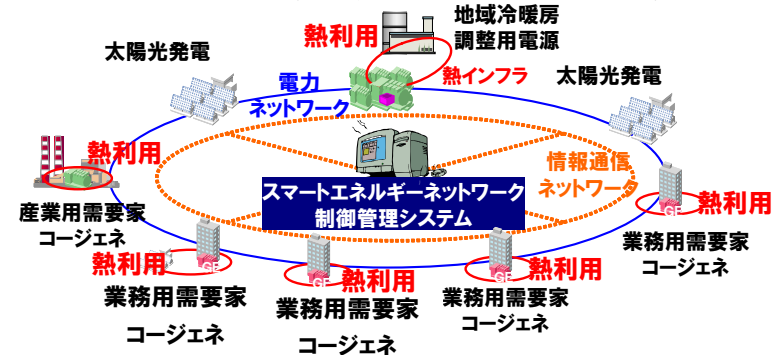 地域冷暖房
調整用電源
熱利用
太陽光発電
熱インフラ
太陽光発電
電力
ネットワーク
熱利用
情報通信
ネットワーク
スマートエネルギーネットワーク
制御管理システム
産業用需要家
コージェネ
GE
熱利用
業務用需要家
コージェネ
熱利用
GE
業務用需要家
コージェネ
GE
熱利用
業務用需要家
コージェネ
GE
熱利用
業務用需要家
コージェネ